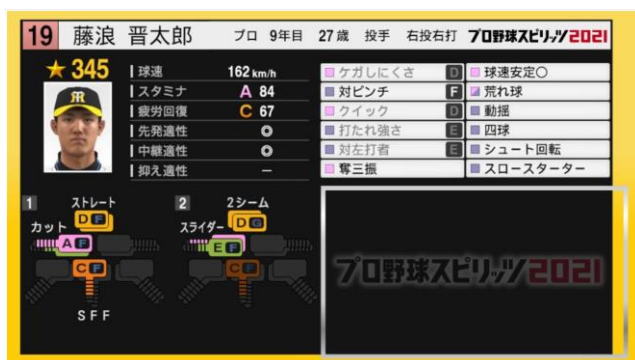 19 藤浪 晋太郎 プロ 9年目 27歳 投手 右投右打 プロ野球スピリッツ2021
★345
球速 162 km/h
スタミナ A 84
疲労回復 C 67
先発適性 ◎
中継適性 ◎
抑え適性 −
ケガしにくさ D 球速安定○
対ピンチ F 荒れ球
クイック D 動揺
打たれ強さ E 四球
対左打者 E シュート回転
奪三振 スロースターター
1 ストレート
D F
カット
A F
C F
SFF
2 2シーム
D G
スライダー
E F
C F
プロ野球スピリッツ2021